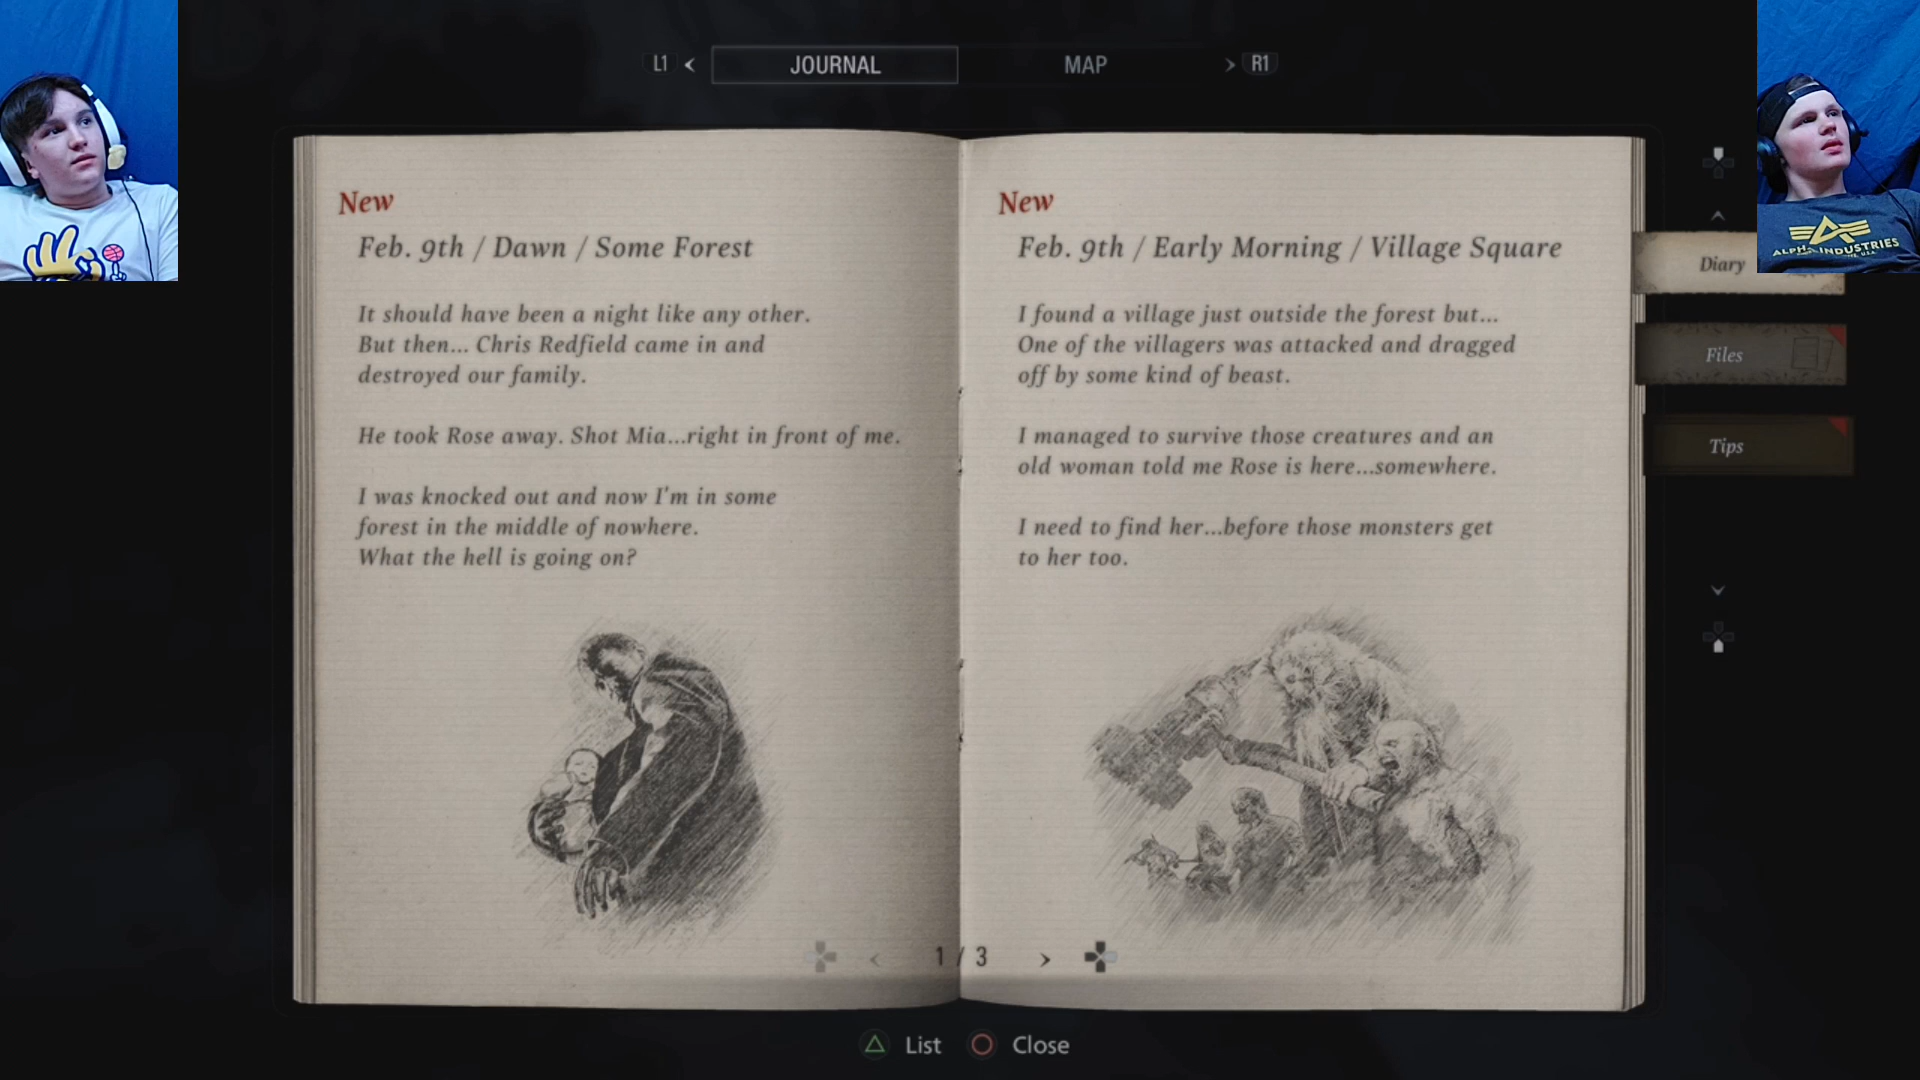 L1
JOURNAL
MAP
R1
New
Feb. 9th / Dawn / Some Forest
It should have been a night like any other.
But then... Chris Redfield came in and
destroyed our family.
He took Rose away. Shot Mia...right in front of me.
I was knocked out and now I'm in some
forest in the middle of nowhere.
What the hell is going on?
New
Feb. 9th / Early Morning / Village Square
I found a village just outside the forest but...
One of the villagers was attacked and dragged
off by some kind of beast.
I managed to survive those creatures and an
old woman told me Rose is here...somewhere.
I need to find her...before those monsters get
to her too.
Diary
Files
Tips
1 / 3
List
Close
ALPHA INDUSTRIES